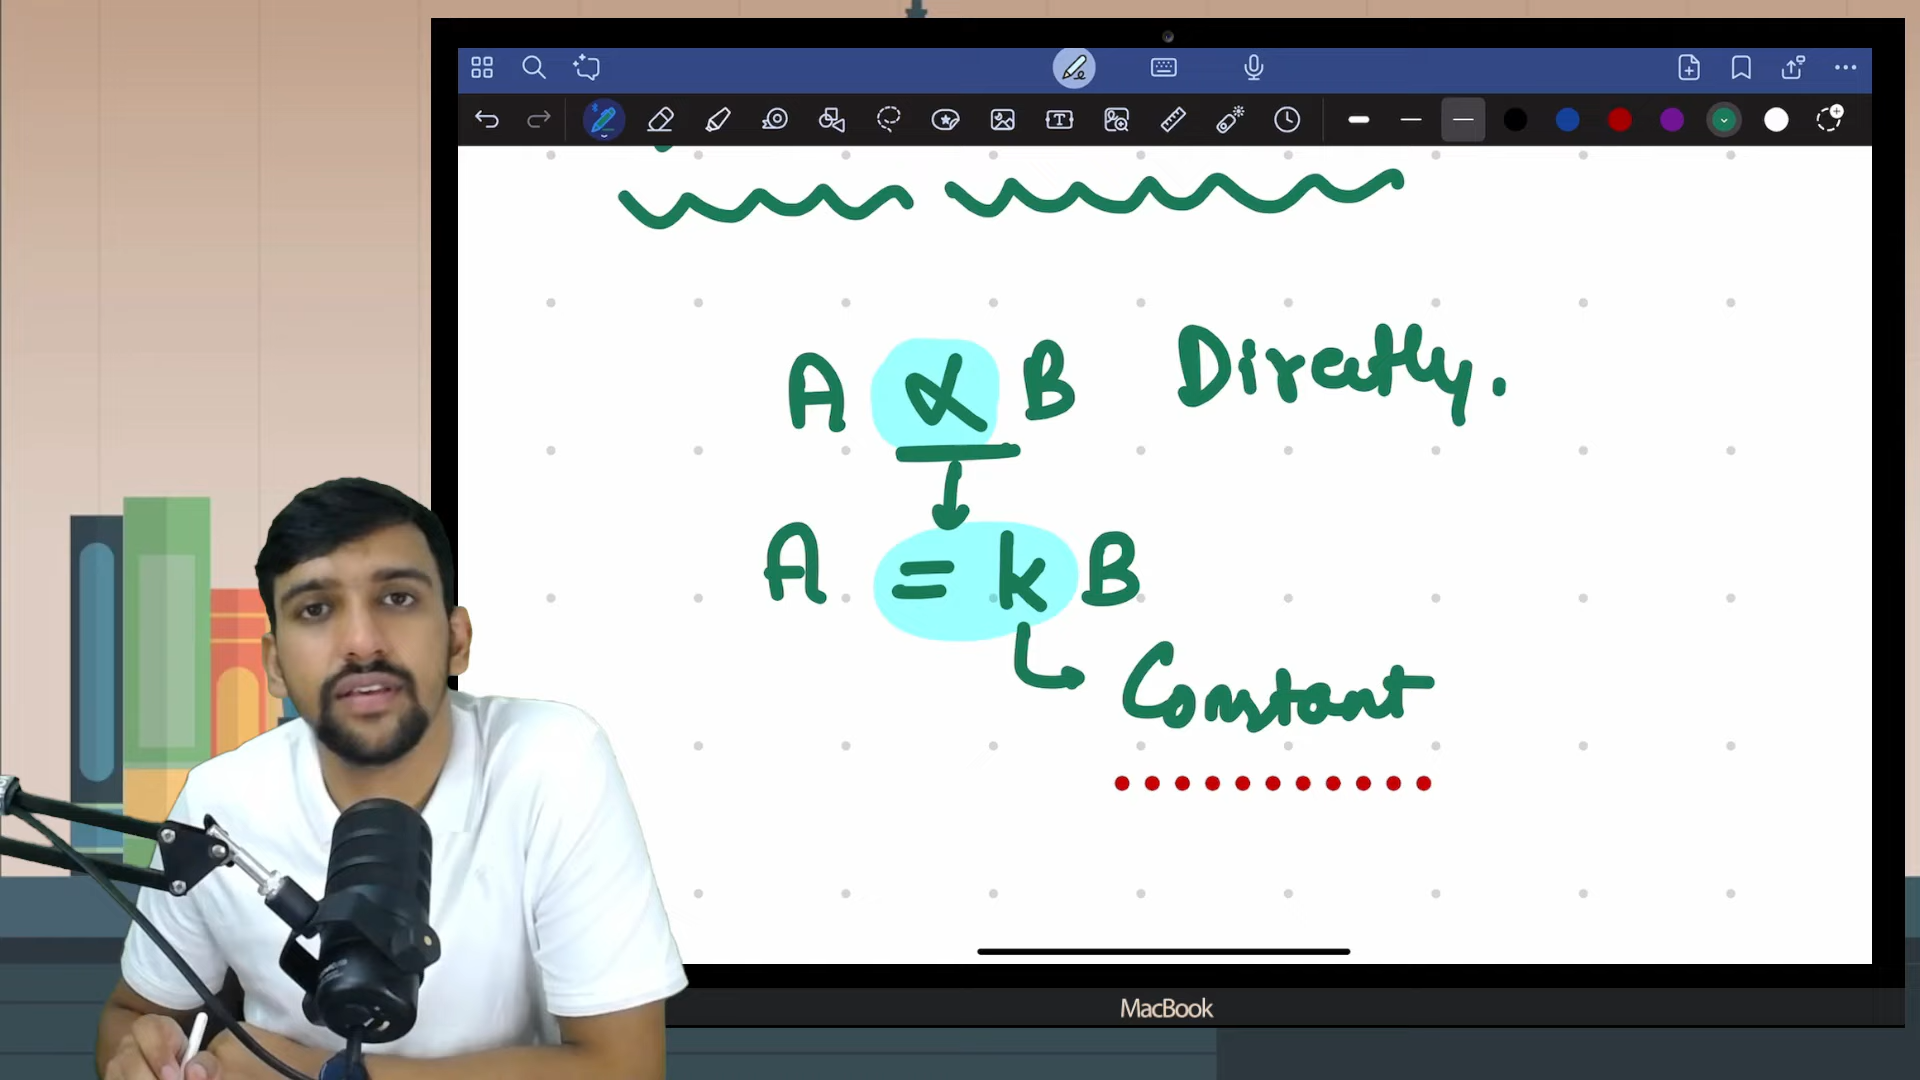 A ∝ B Directly.
A = k B
Constant
MacBook